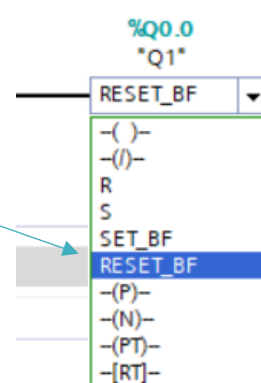 %Q0.0
"Q1"
RESET_BF
–( )–
–(/)–
R
S
SET_BF
RESET_BF
–(P)–
–(N)–
–(PT)–
–[RT]–